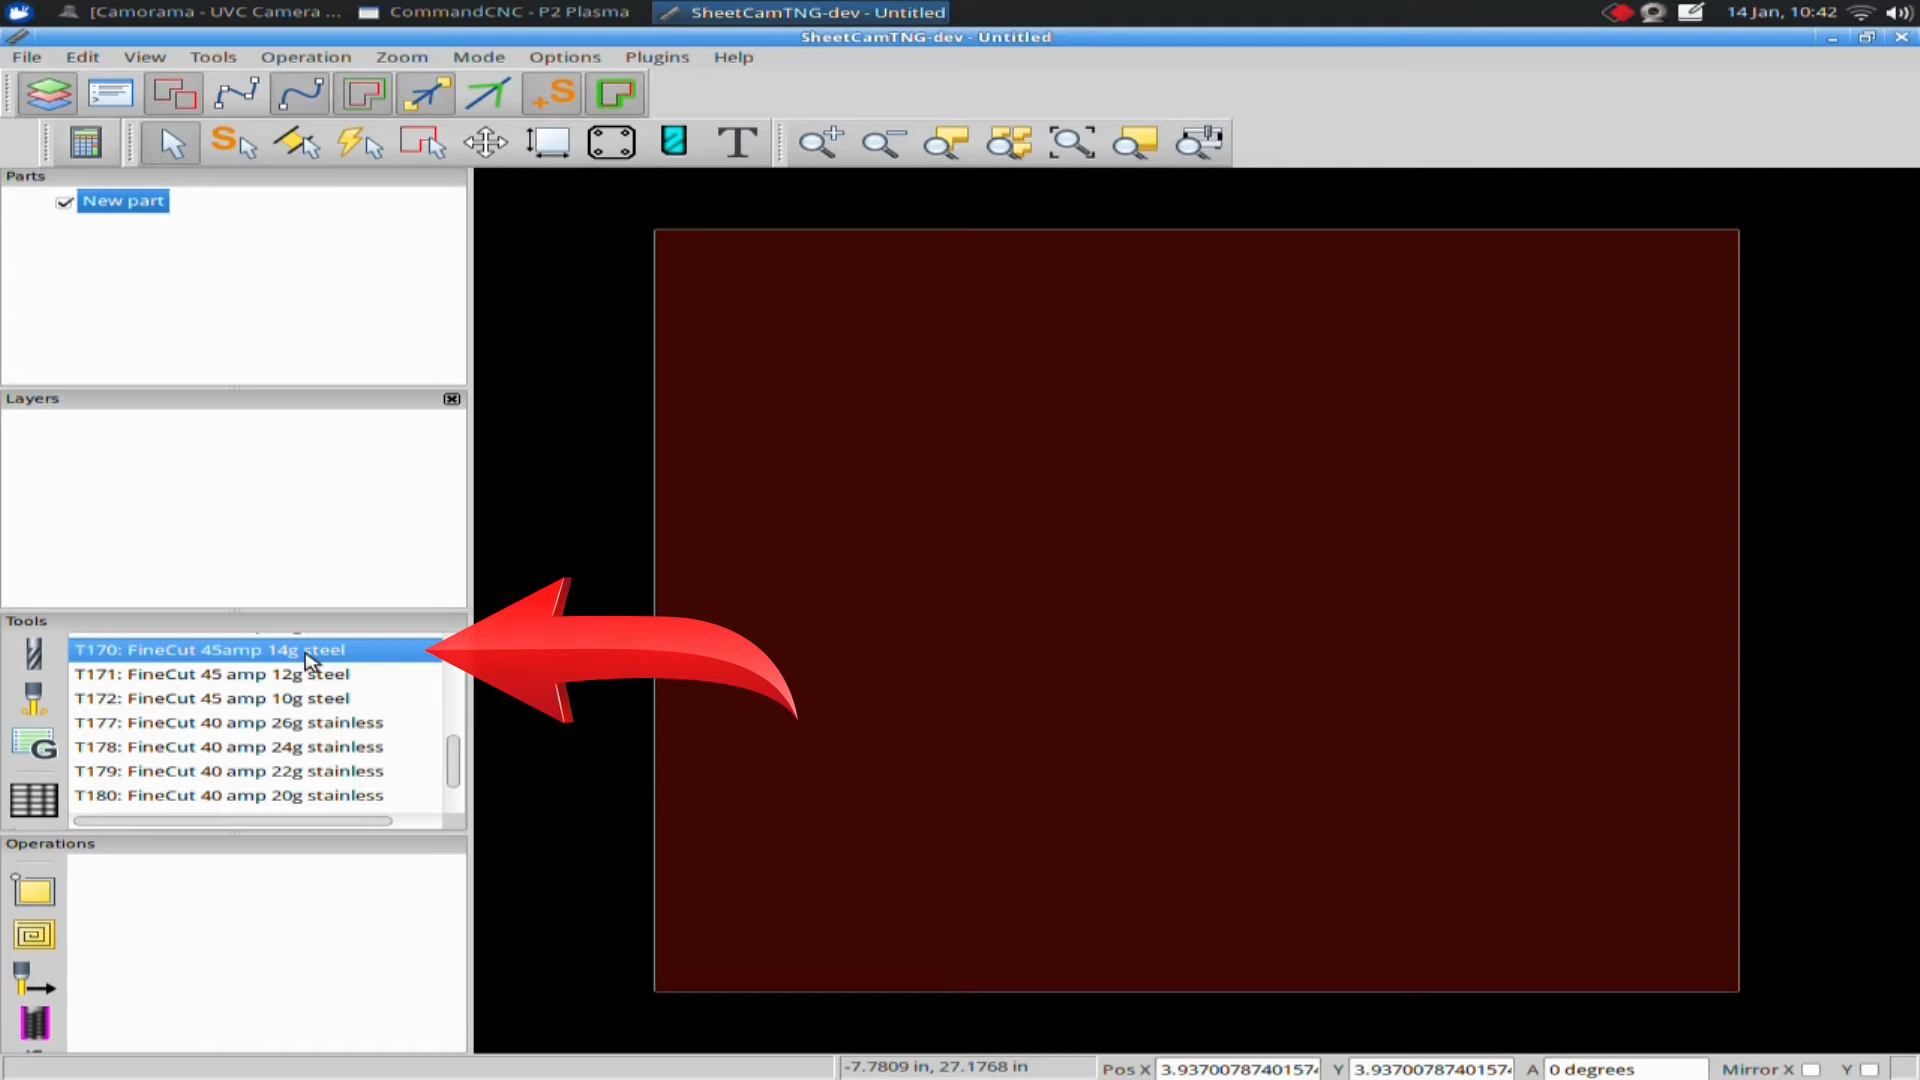 [Camorama - UVC Camera ... CommandCNC - P2 Plasma SheetCamTNG-dev - Untitled 14 Jan, 10:42
SheetCamTNG-dev - Untitled
File Edit View Tools Operation Zoom Mode Options Plugins Help
Parts
New part
Layers
Tools
T170: FineCut 45amp 14g steel
T171: FineCut 45 amp 12g steel
T172: FineCut 45 amp 10g steel
T177: FineCut 40 amp 26g stainless
T178: FineCut 40 amp 24g stainless
T179: FineCut 40 amp 22g stainless
T180: FineCut 40 amp 20g stainless
Operations
-7.7809 in, 27.1768 in Pos X 3.9370078740157 Y 3.9370078740157 A 0 degrees Mirror X Y